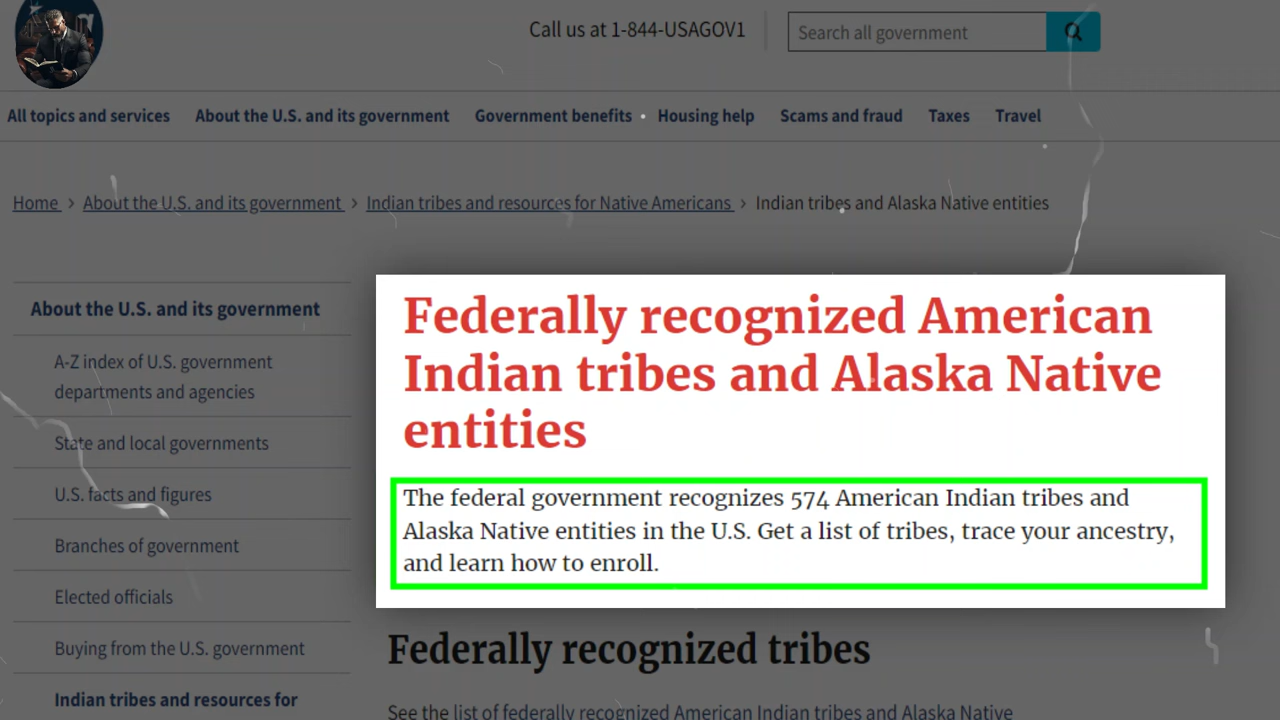 Call us at 1-844-USAGOV1
Search all government
All topics and services About the U.S. and its government Government benefits Housing help Scams and fraud Taxes Travel
Home > About the U.S. and its government > Indian tribes and resources for Native Americans > Indian tribes and Alaska Native entities
About the U.S. and its government
A-Z index of U.S. government
departments and agencies
State and local governments
U.S. facts and figures
Branches of government
Elected officials
Buying from the U.S. government
Indian tribes and resources for
Federally recognized American
Indian tribes and Alaska Native
entities
The federal government recognizes 574 American Indian tribes and
Alaska Native entities in the U.S. Get a list of tribes, trace your ancestry,
and learn how to enroll.
Federally recognized tribes
See the list of federally recognized American Indian tribes and Alaska Native